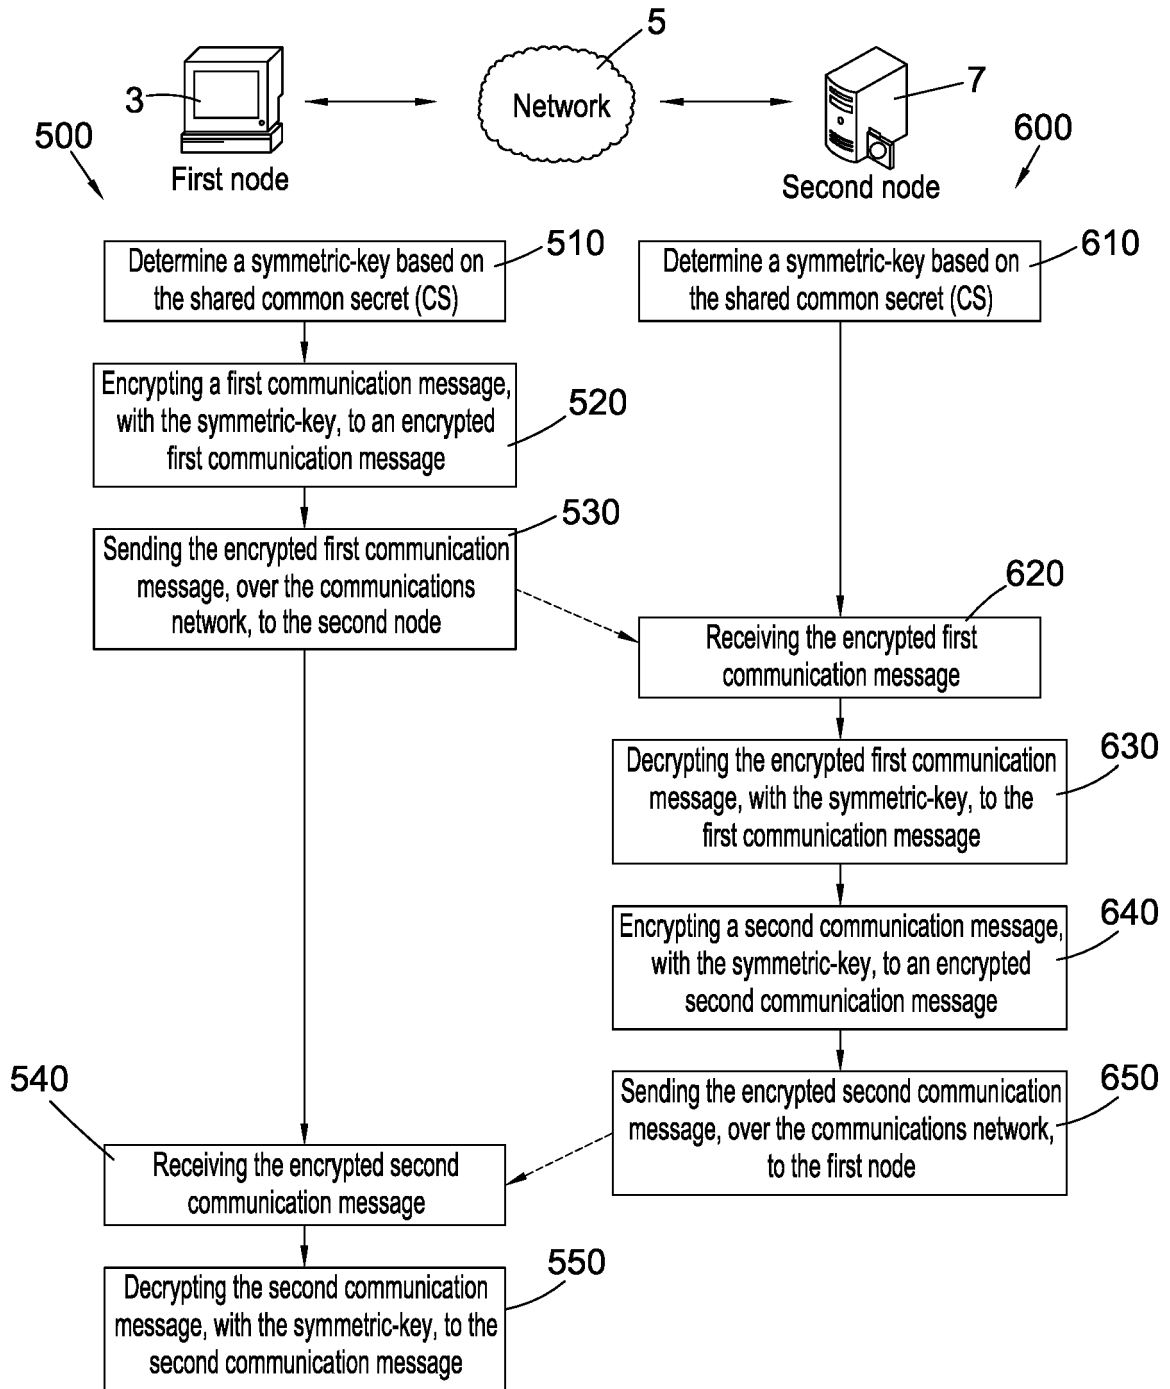 5
3
Network
7
500
600
First node
Second node
510
Determine a symmetric-key based on
the shared common secret (CS)
610
Determine a symmetric-key based on
the shared common secret (CS)
Encrypting a first communication message,
with the symmetric-key, to an encrypted
first communication message
520
530
Sending the encrypted first communication
message, over the communications
network, to the second node
620
Receiving the encrypted first
communication message
630
Decrypting the encrypted first communication
message, with the symmetric-key, to the
first communication message
640
Encrypting a second communication message,
with the symmetric-key, to an encrypted
second communication message
650
Sending the encrypted second communication
message, over the communications network,
to the first node
540
Receiving the encrypted second
communication message
550
Decrypting the second communication
message, with the symmetric-key, to the
second communication message